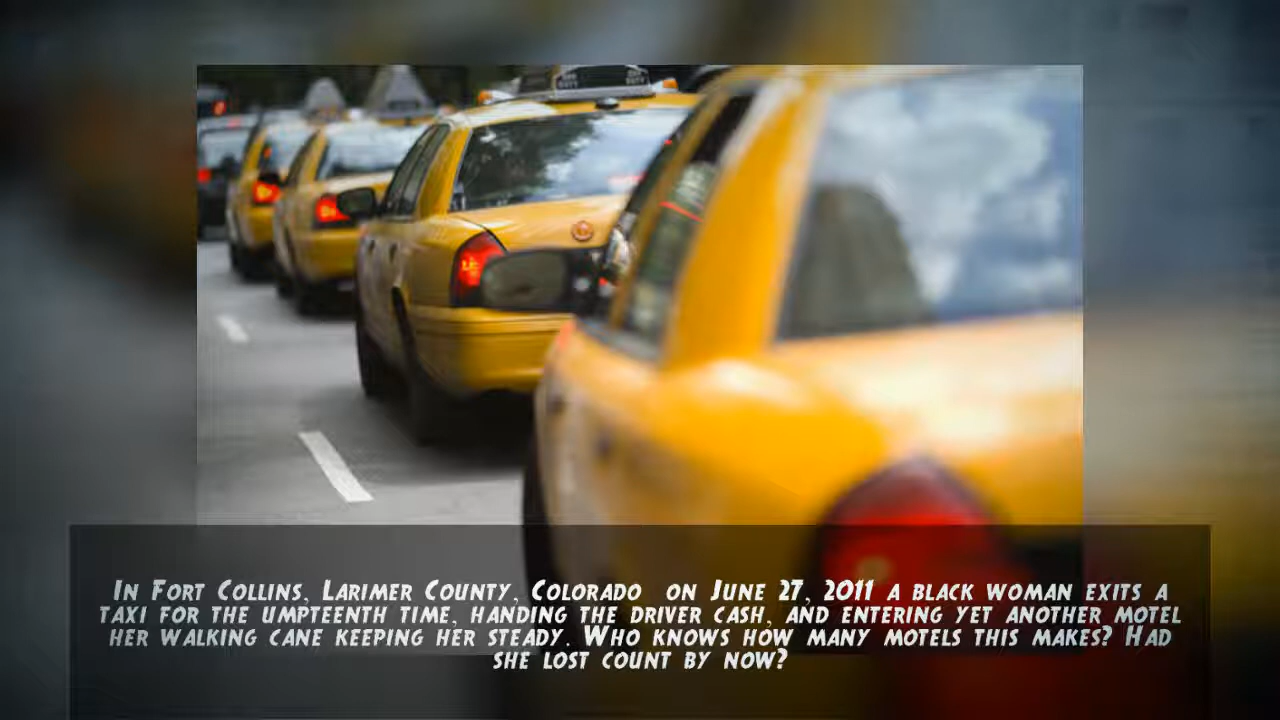 In Fort Collins, Larimer County, Colorado on June 27, 2011 a black woman exits a
taxi for the umpteenth time, handing the driver cash, and entering yet another motel
her walking cane keeping her steady. Who knows how many motels this makes? Had
she lost count by now?